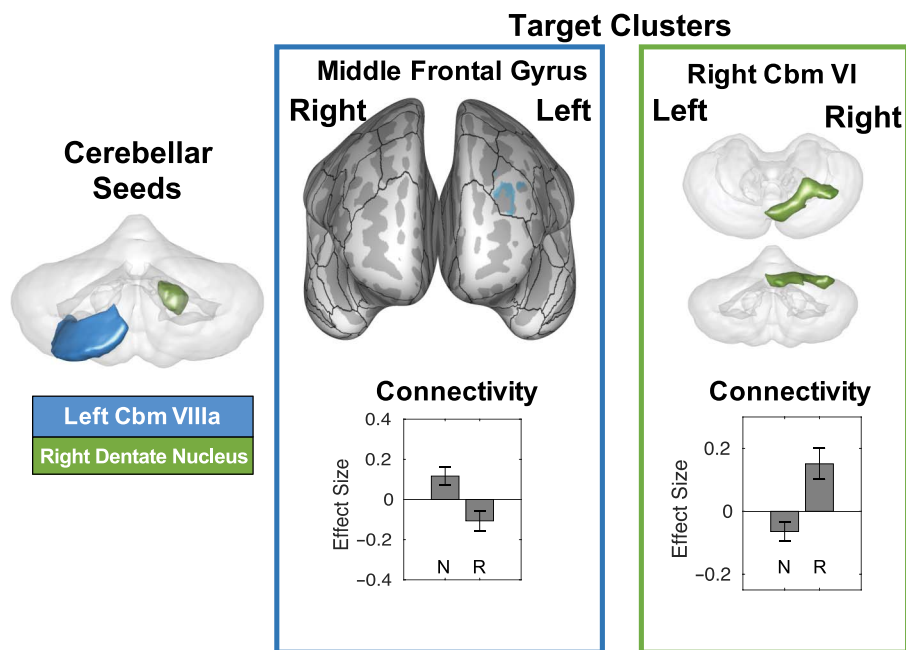 Target Clusters
Cerebellar
Seeds
Left Cbm VIIIa
Right Dentate Nucleus
Middle Frontal Gyrus
Right
Left
Connectivity
Effect Size
0.4
0.2
0
−0.2
−0.4
N
R
Right Cbm VI
Left
Right
Connectivity
Effect Size
0.2
0
−0.2
N
R